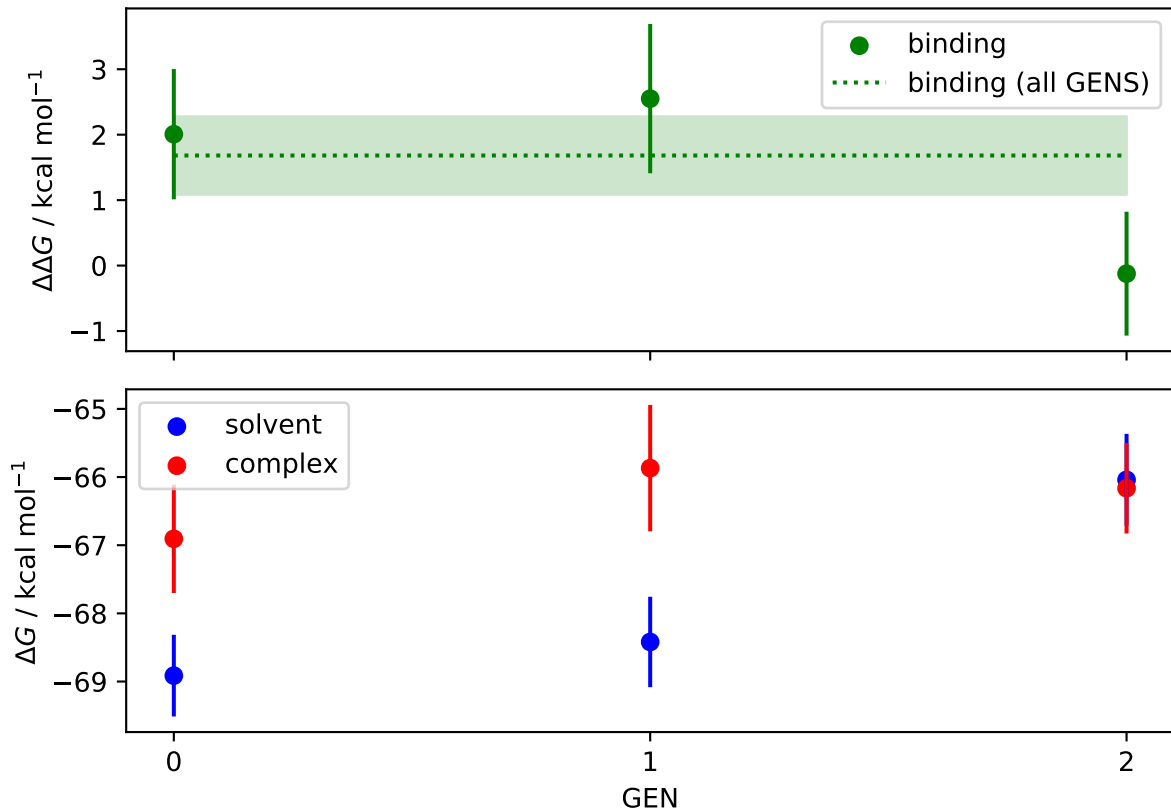 binding
binding (all GENS)
3
2
1
0
−1
ΔΔG / kcal mol⁻¹
solvent
complex
−65
−66
−67
−68
−69
ΔG / kcal mol⁻¹
0 1 2
GEN